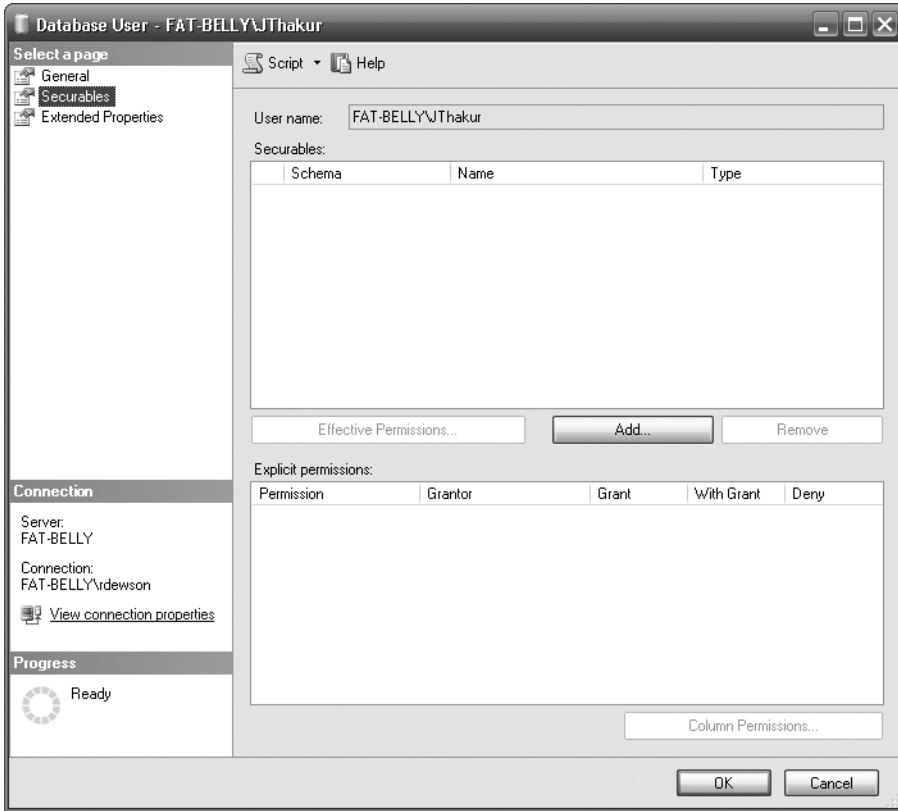 Database User - FAT-BELLY\JThakur
Select a page
General
Securables
Extended Properties
Script Help
User name: FAT-BELLY\JThakur
Securables:
Schema Name Type
Effective Permissions... Add... Remove
Explicit permissions:
Permission Grantor Grant With Grant Deny
Column Permissions...
Connection
Server:
FAT-BELLY
Connection:
FAT-BELLY\rdewson
View connection properties
Progress
Ready
OK Cancel